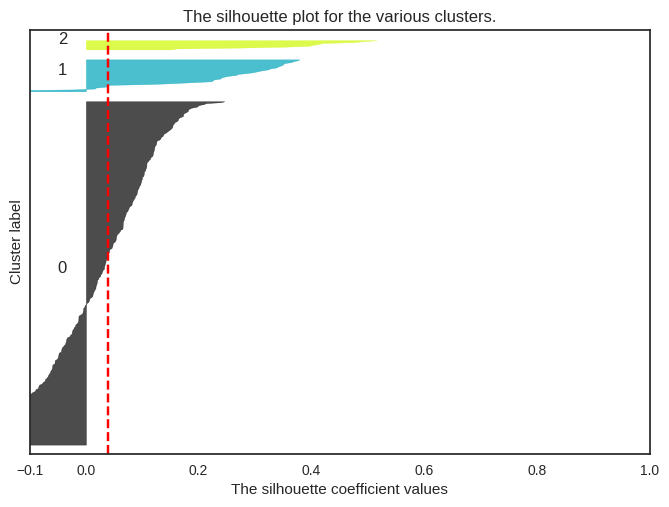 The silhouette plot for the various clusters.
2
1
0
Cluster label
−0.1 0.0 0.2 0.4 0.6 0.8 1.0
The silhouette coefficient values